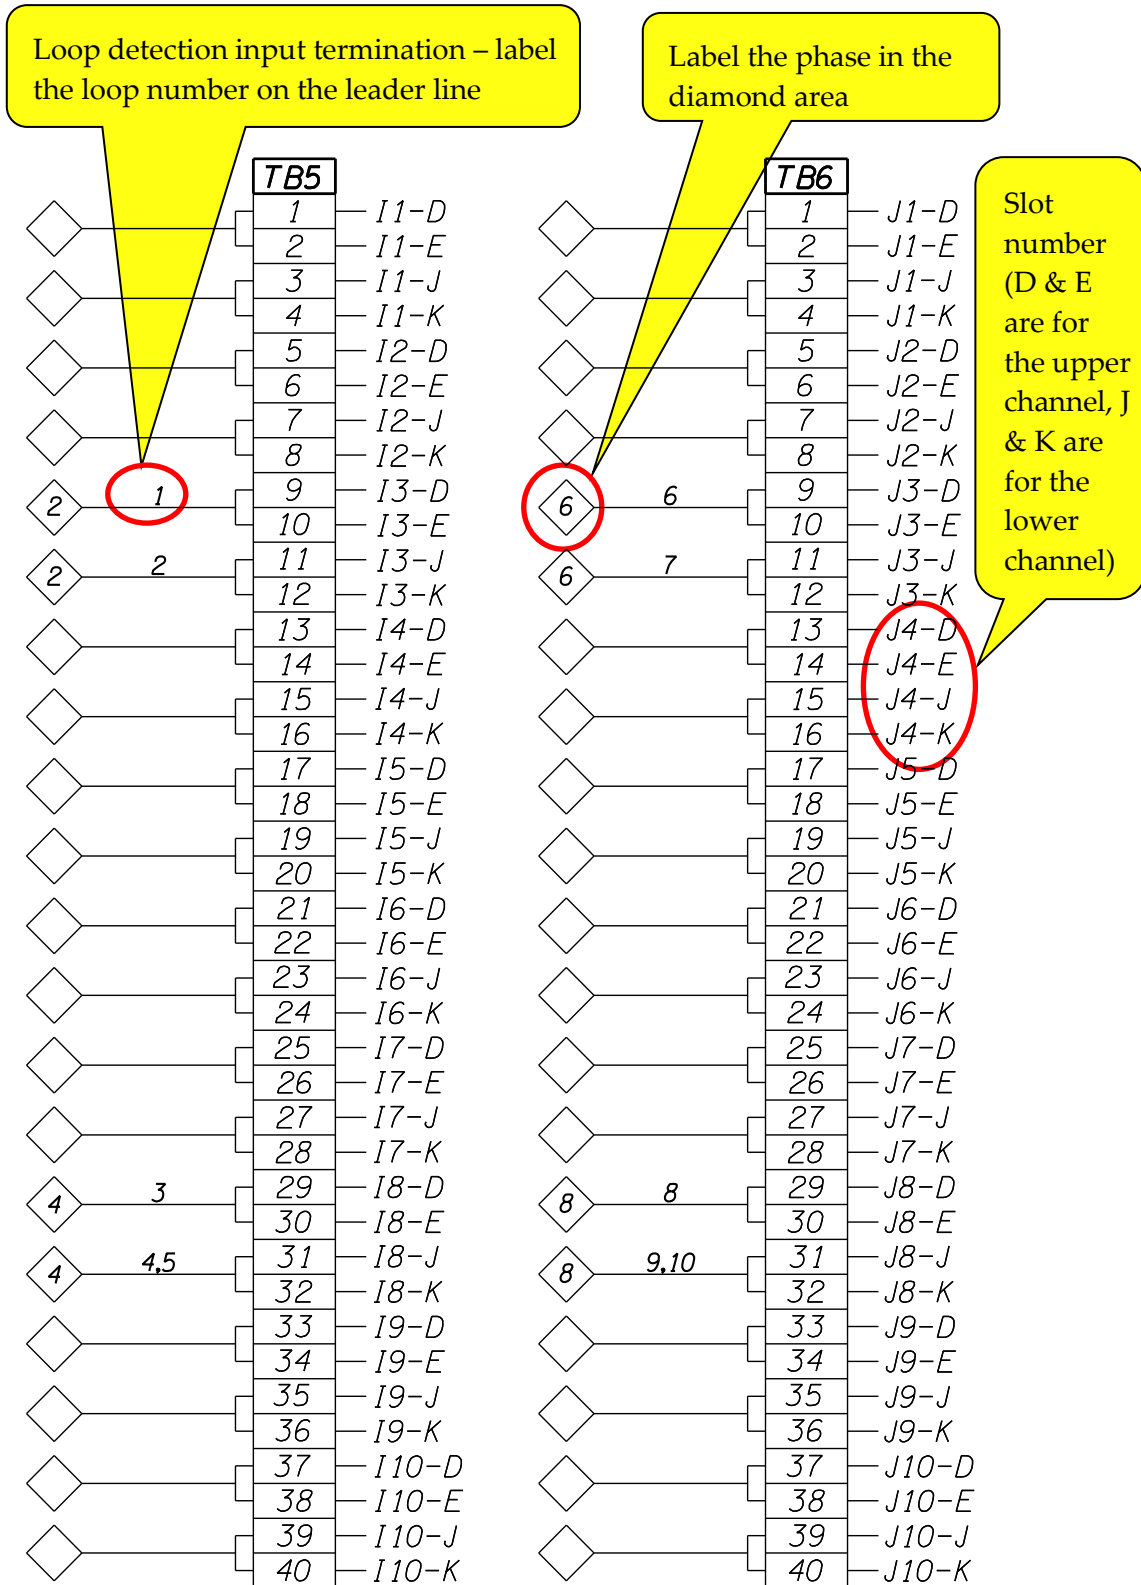 Loop detection input termination – label
the loop number on the leader line
Label the phase in the
diamond area
Slot
number
(D & E
are for
the upper
channel, J
& K are
for the
lower
channel)
TB5
1 I1-D
2 I1-E
3 I1-J
4 I1-K
5 I2-D
6 I2-E
7 I2-J
8 I2-K
2 1 9 I3-D
10 I3-E
2 2 11 I3-J
12 I3-K
13 I4-D
14 I4-E
15 I4-J
16 I4-K
17 I5-D
18 I5-E
19 I5-J
20 I5-K
21 I6-D
22 I6-E
23 I6-J
24 I6-K
25 I7-D
26 I7-E
27 I7-J
28 I7-K
4 3 29 I8-D
30 I8-E
4 4,5 31 I8-J
32 I8-K
33 I9-D
34 I9-E
35 I9-J
36 I9-K
37 I10-D
38 I10-E
39 I10-J
40 I10-K
TB6
1 J1-D
2 J1-E
3 J1-J
4 J1-K
5 J2-D
6 J2-E
7 J2-J
8 J2-K
6 6 9 J3-D
10 J3-E
6 7 11 J3-J
12 J3-K
13 J4-D
14 J4-E
15 J4-J
16 J4-K
17 J5-D
18 J5-E
19 J5-J
20 J5-K
21 J6-D
22 J6-E
23 J6-J
24 J6-K
25 J7-D
26 J7-E
27 J7-J
28 J7-K
8 8 29 J8-D
30 J8-E
8 9,10 31 J8-J
32 J8-K
33 J9-D
34 J9-E
35 J9-J
36 J9-K
37 J10-D
38 J10-E
39 J10-J
40 J10-K